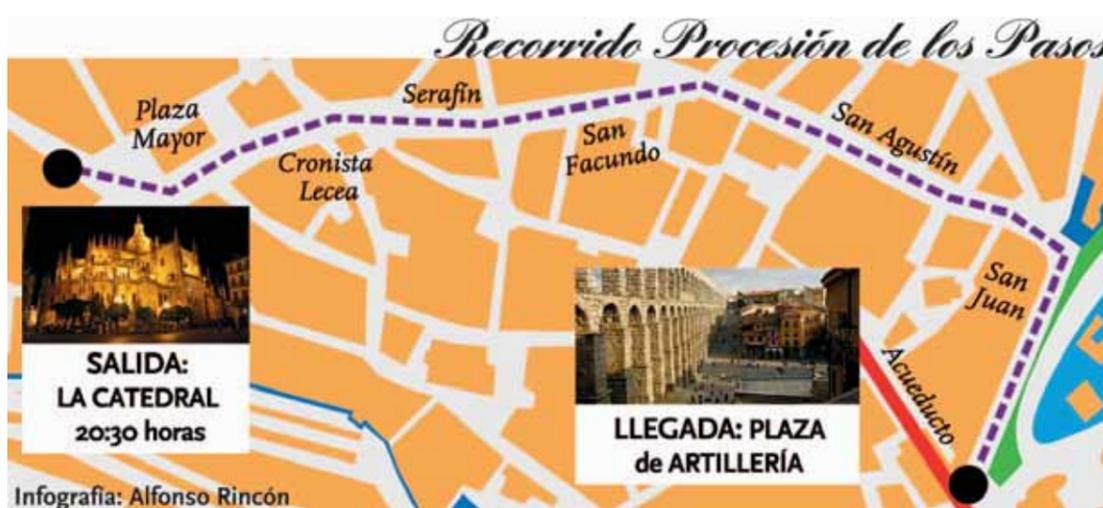 Recorrido Procesión de los Pasos
Plaza
Mayor
Serafín
Cronista
Lecea
San
Facundo
San Agustín
San
Juan
Acueducto
SALIDA:
LA CATEDRAL
20:30 horas
LLEGADA: PLAZA
de ARTILLERÍA
Infografía: Alfonso Rincón